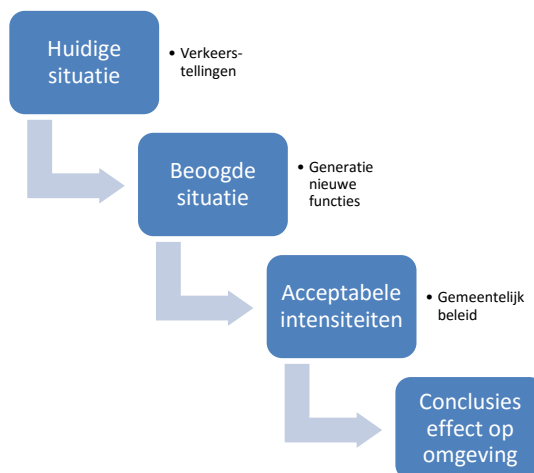 Huidige
situatie
• Verkeers-
tellingen
Beoogde
situatie
• Generatie
nieuwe
functies
Acceptabele
intensiteiten
• Gemeentelijk
beleid
Conclusies
effect op
omgeving